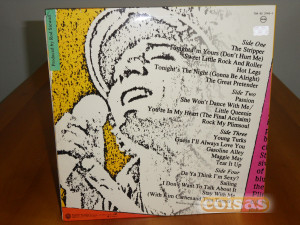 Side One
The Stripper
Tonight I'm Yours (Don't Hurt Me)
Sweet Little Rock And Roller
Hot Legs
Tonight's The Night (Gonna Be Alright)
The Great Pretender
Side Two
Passion
She Won't Dance With Me/
Little Queenie
You're In My Heart (The Final Acclaim)
Rock My Plimsoul
Side Three
Young Turks
Guess I'll Always Love You
Gasoline Alley
Maggie May
Tear It Up
Side Four
Da Ya Think I'm Sexy?
Sailing
I Don't Want To Talk About It
Stay With Me
Produced by Rod Stewart
coisas